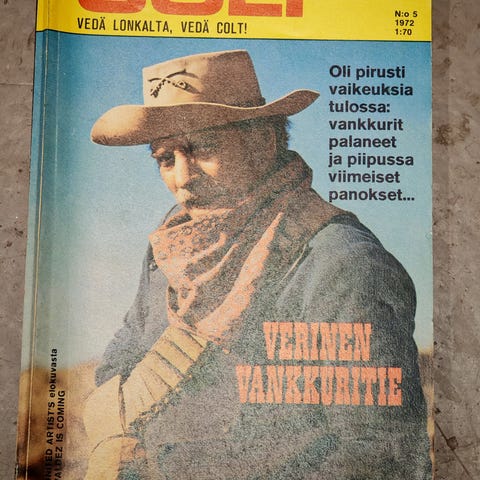 COLT
VEDÄ LONKALTA, VEDÄ COLT!
N:o 5
1972
1:70
Oli pirusti
vaikeuksia
tulossa:
vankkurit
palaneet
ja piipussa
viimeiset
panokset...
VERINEN
VANKKURITIE
UNITED ARTIST'S elokuvasta
VALDEZ IS COMING